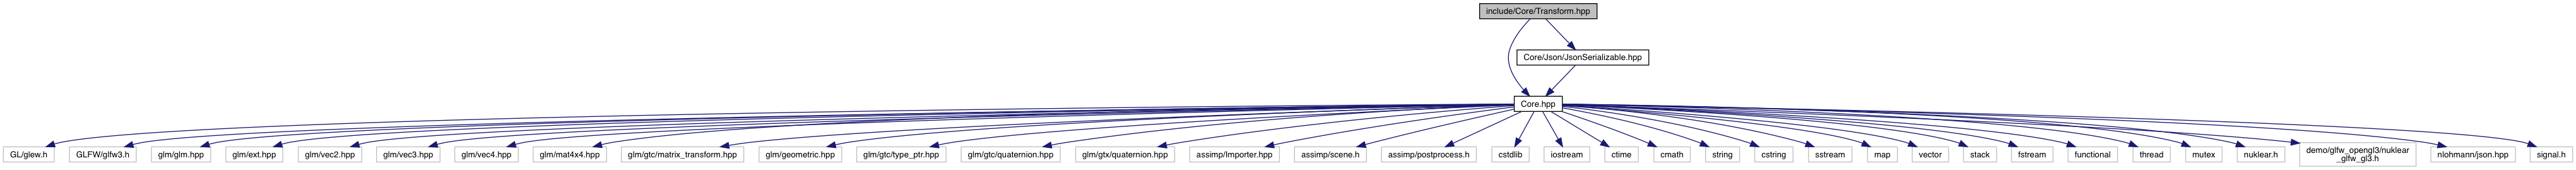 include/Core/Transform.hpp
Core/Json/JsonSerializable.hpp
Core.hpp
GL/glew.h
GLFW/glfw3.h
glm/glm.hpp
glm/ext.hpp
glm/vec2.hpp
glm/vec3.hpp
glm/vec4.hpp
glm/mat4x4.hpp
glm/gtc/matrix_transform.hpp
glm/geometric.hpp
glm/gtc/type_ptr.hpp
glm/gtc/quaternion.hpp
glm/gtx/quaternion.hpp
assimp/Importer.hpp
assimp/scene.h
assimp/postprocess.h
cstdlib
iostream
ctime
cmath
string
cstring
sstream
map
vector
stack
fstream
functional
thread
mutex
nuklear.h
demo/glfw_opengl3/nuklear
_glfw_gl3.h
nlohmann/json.hpp
signal.h